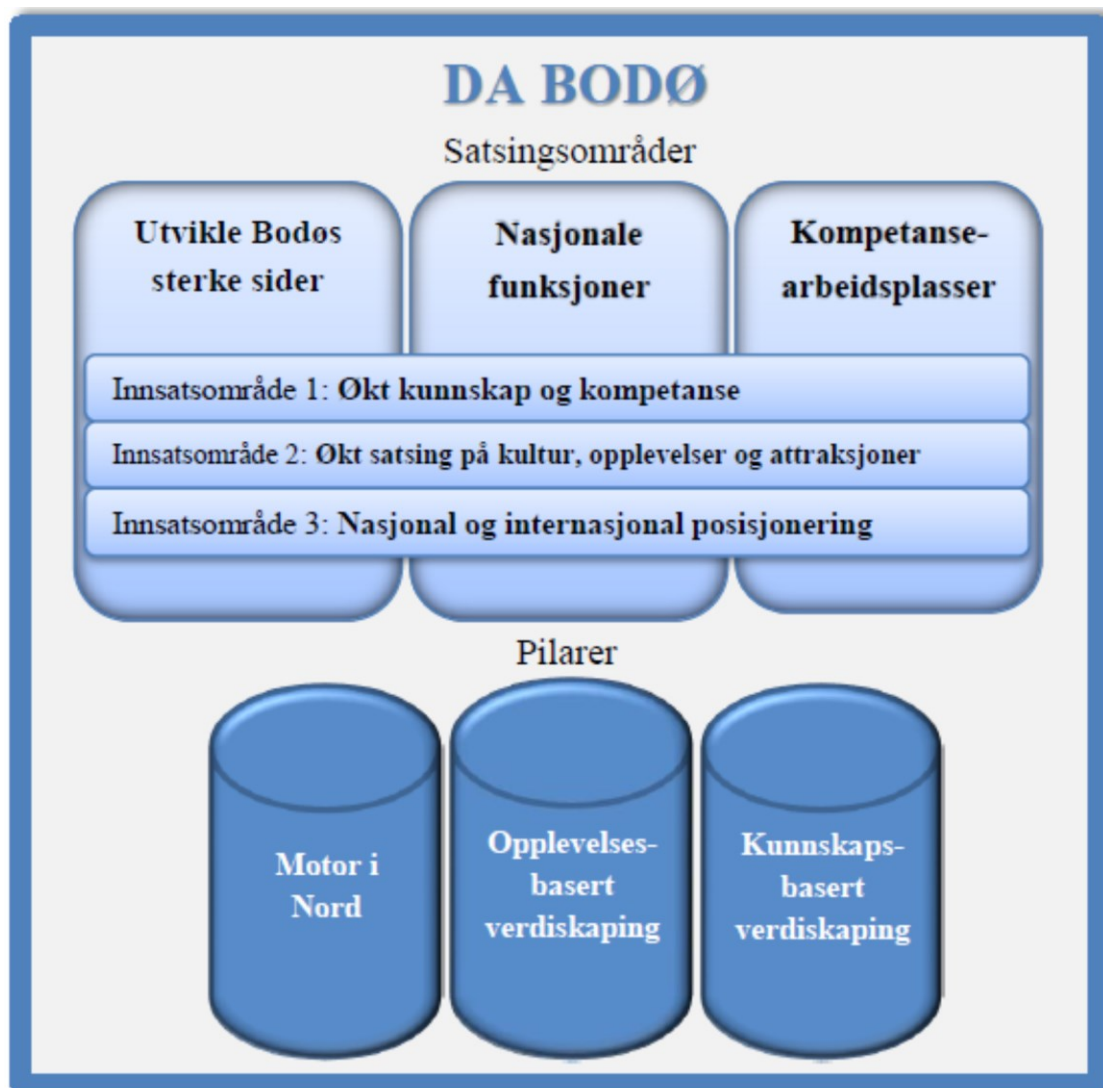 DA BODØ
Satsingsområder
Utvikle Bodøs
sterke sider
Nasjonale
funksjoner
Kompetanse-
arbeidsplasser
Innsatsområde 1: Økt kunnskap og kompetanse
Innsatsområde 2: Økt satsing på kultur, opplevelser og attraksjoner
Innsatsområde 3: Nasjonal og internasjonal posisjonering
Pilarer
Motor i
Nord
Opplevelses-
basert
verdiskaping
Kunnskaps-
basert
verdiskaping